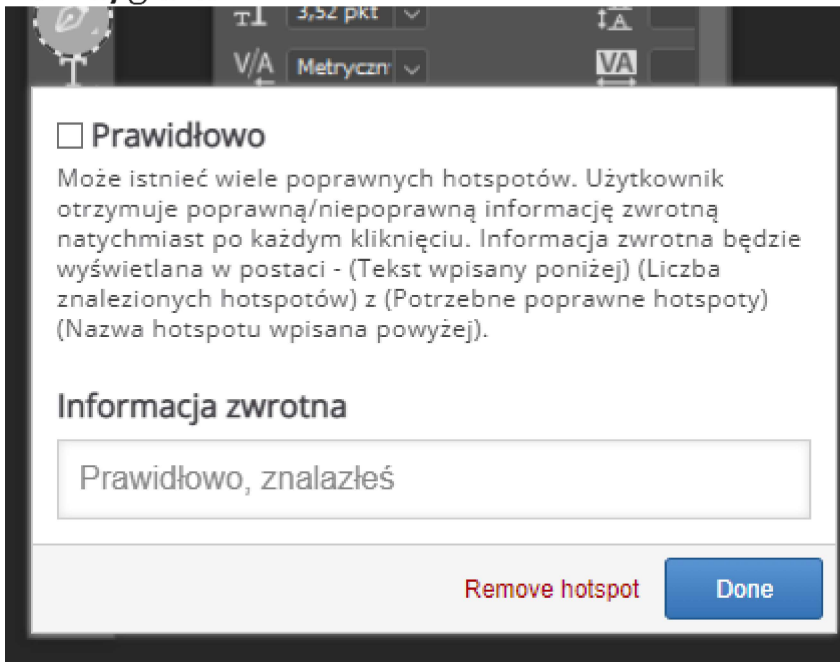 3,52 pkt
V/A Metryczn VA
Prawidłowo
Może istnieć wiele poprawnych hotspotów. Użytkownik
otrzymuje poprawną/niepoprawną informację zwrotną
natychmiast po każdym kliknięciu. Informacja zwrotna będzie
wyświetlana w postaci - (Tekst wpisany poniżej) (Liczba
znalezionych hotspotów) z (Potrzebne poprawne hotspoty)
(Nazwa hotspotu wpisana powyżej).
Informacja zwrotna
Prawidłowo, znalazłeś
Remove hotspot Done